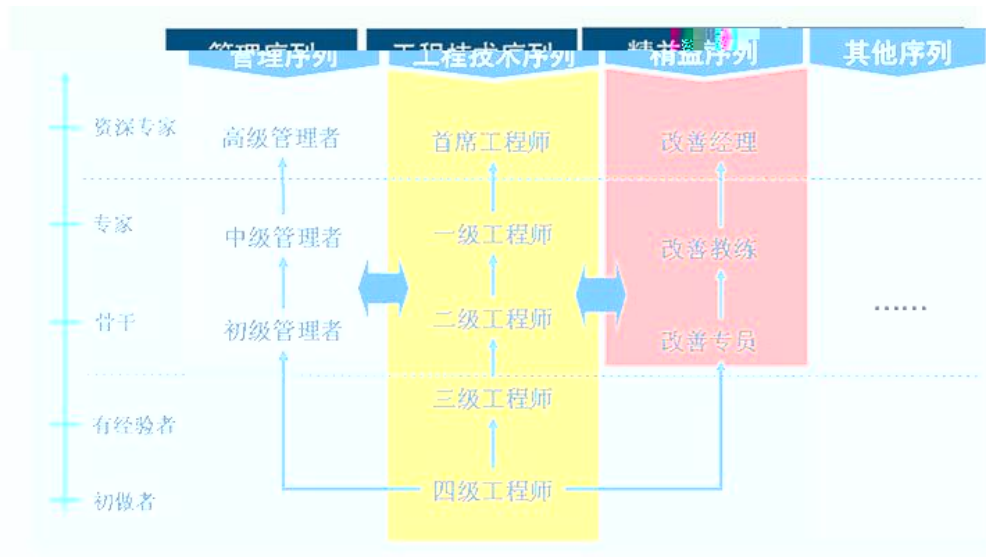 管理序列 工程技术序列 精益序列 其他序列
资深专家 高级管理者 首席工程师 改善经理
专家 中级管理者 一级工程师 改善教练
骨干 初级管理者 二级工程师 改善专员 ……
有经验者 三级工程师
初做者 四级工程师